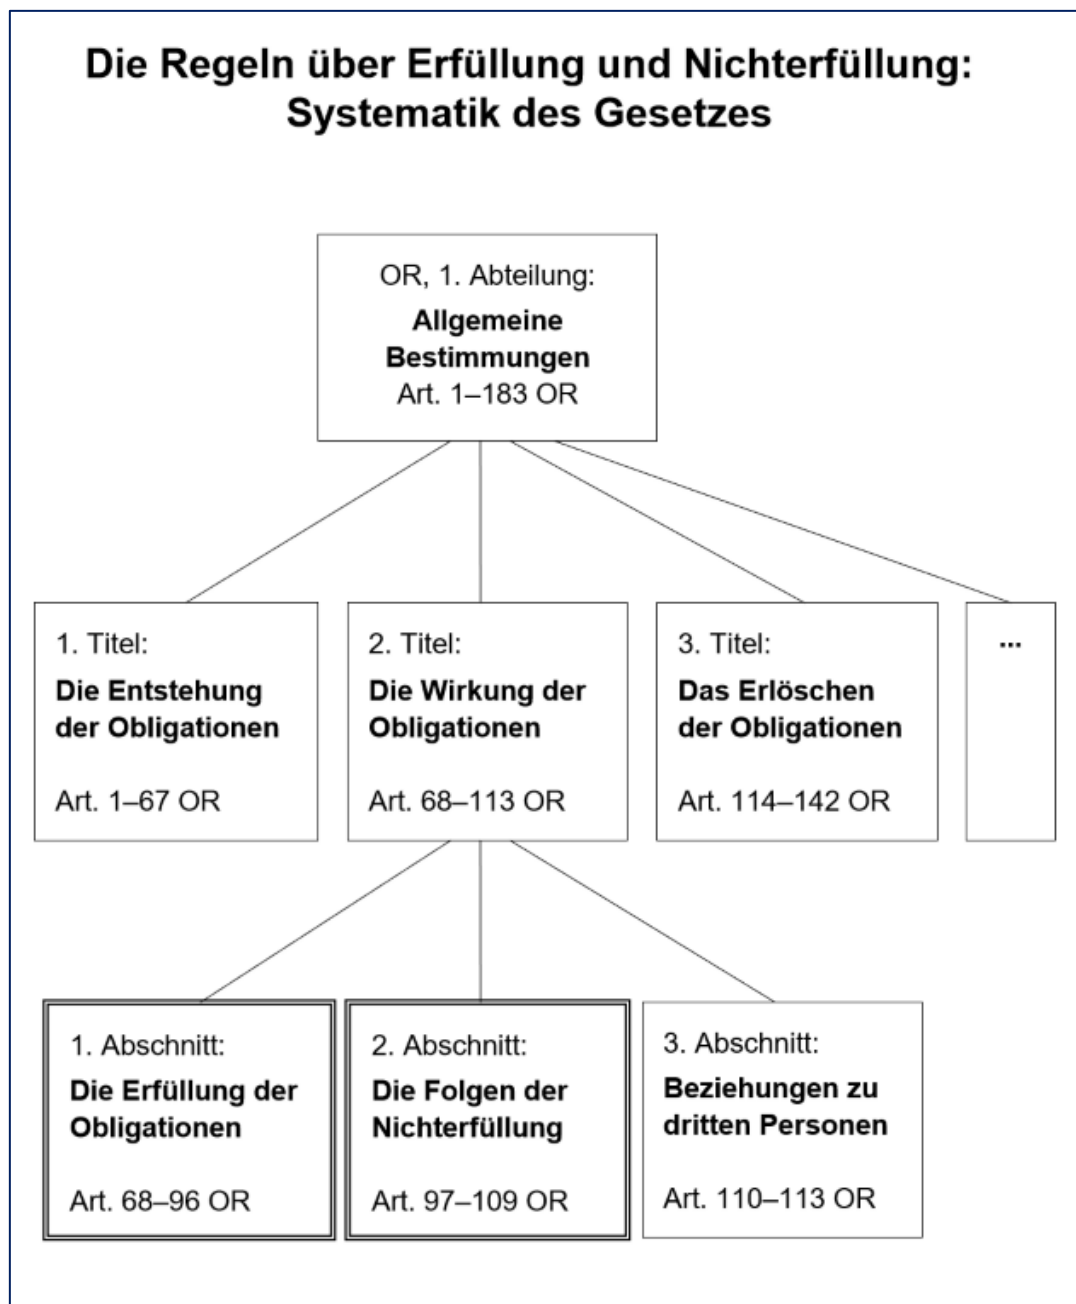 Die Regeln über Erfüllung und Nichterfüllung:
Systematik des Gesetzes
OR, 1. Abteilung:
Allgemeine
Bestimmungen
Art. 1–183 OR
1. Titel:
Die Entstehung
der Obligationen
Art. 1–67 OR
2. Titel:
Die Wirkung der
Obligationen
Art. 68–113 OR
3. Titel:
Das Erlöschen
der Obligationen
Art. 114–142 OR
...
1. Abschnitt:
Die Erfüllung der
Obligationen
Art. 68–96 OR
2. Abschnitt:
Die Folgen der
Nichterfüllung
Art. 97–109 OR
3. Abschnitt:
Beziehungen zu
dritten Personen
Art. 110–113 OR